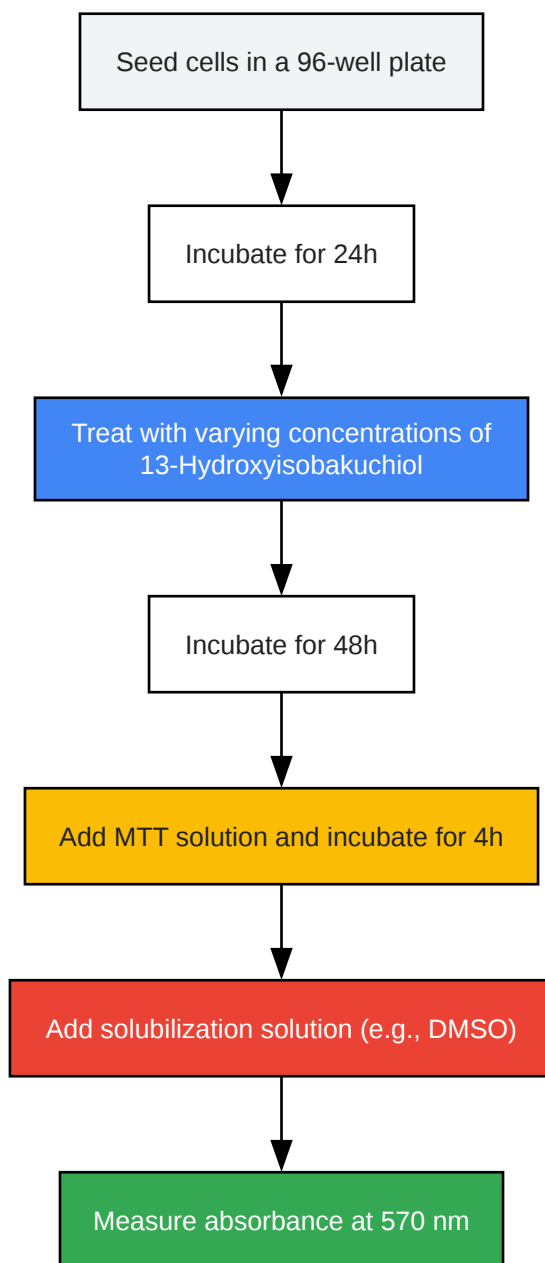 Seed cells in a 96-well plate
Incubate for 24h
Treat with varying concentrations of
13-Hydroxyisobakuchiol
Incubate for 48h
Add MTT solution and incubate for 4h
Add solubilization solution (e.g., DMSO)
Measure absorbance at 570 nm